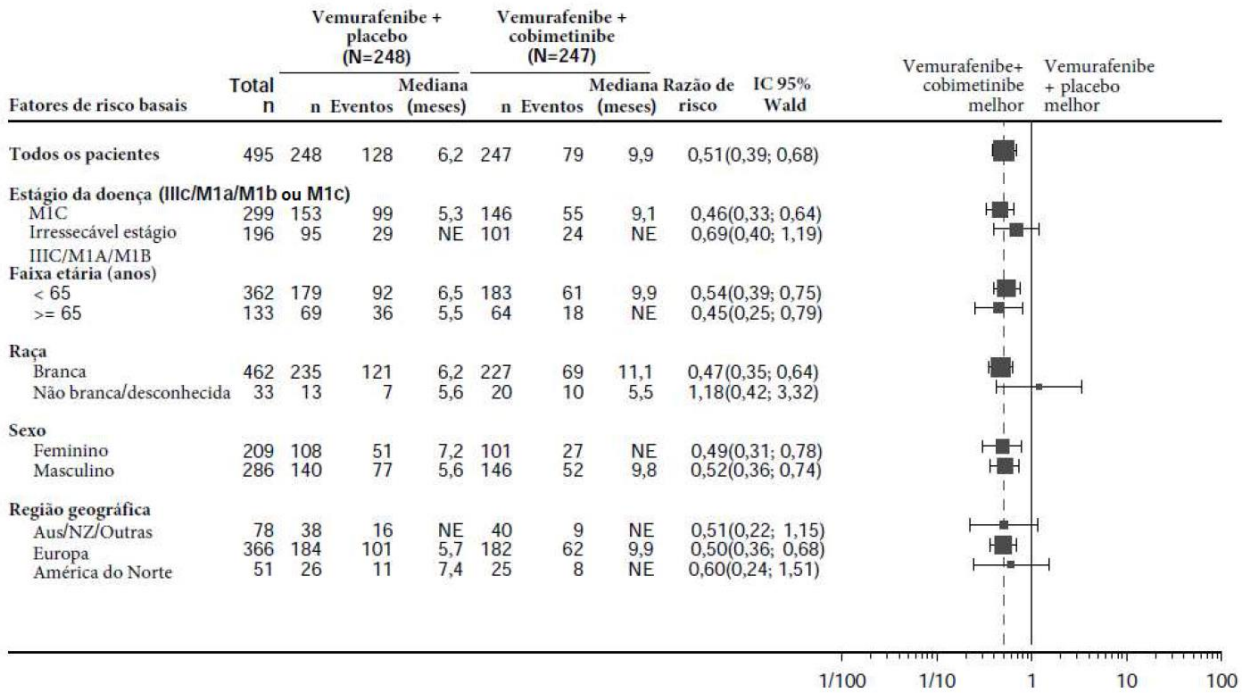 Vemurafenibe + Vemurafenibe +
placebo cobimetinibe
(N=248) (N=247)
Vemurafenibe+ Vemurafenibe
cobimetinibe + placebo
melhor melhor
Total Mediana Mediana Razão de IC 95%
Fatores de risco basais n n Eventos (meses) n Eventos (meses) risco Wald
Todos os pacientes 495 248 128 6,2 247 79 9,9 0,51(0,39; 0,68)
Estágio da doença (IIIc/M1a/M1b ou M1c)
M1C 299 153 99 5,3 146 55 9,1 0,46(0,33; 0,64)
Irressecável estágio 196 95 29 NE 101 24 NE 0,69(0,40; 1,19)
IIIC/M1A/M1B
Faixa etária (anos)
< 65 362 179 92 6,5 183 61 9,9 0,54(0,39; 0,75)
>= 65 133 69 36 5,5 64 18 NE 0,45(0,25; 0,79)
Raça
Branca 462 235 121 6,2 227 69 11,1 0,47(0,35; 0,64)
Não branca/desconhecida 33 13 7 5,6 20 10 5,5 1,18(0,42; 3,32)
Sexo
Feminino 209 108 51 7,2 101 27 NE 0,49(0,31; 0,78)
Masculino 286 140 77 5,6 146 52 9,8 0,52(0,36; 0,74)
Região geográfica
Aus/NZ/Outras 78 38 16 NE 40 9 NE 0,51(0,22; 1,15)
Europa 366 184 101 5,7 182 62 9,9 0,50(0,36; 0,68)
América do Norte 51 26 11 7,4 25 8 NE 0,60(0,24; 1,51)
1/100 1/10 1 10 100